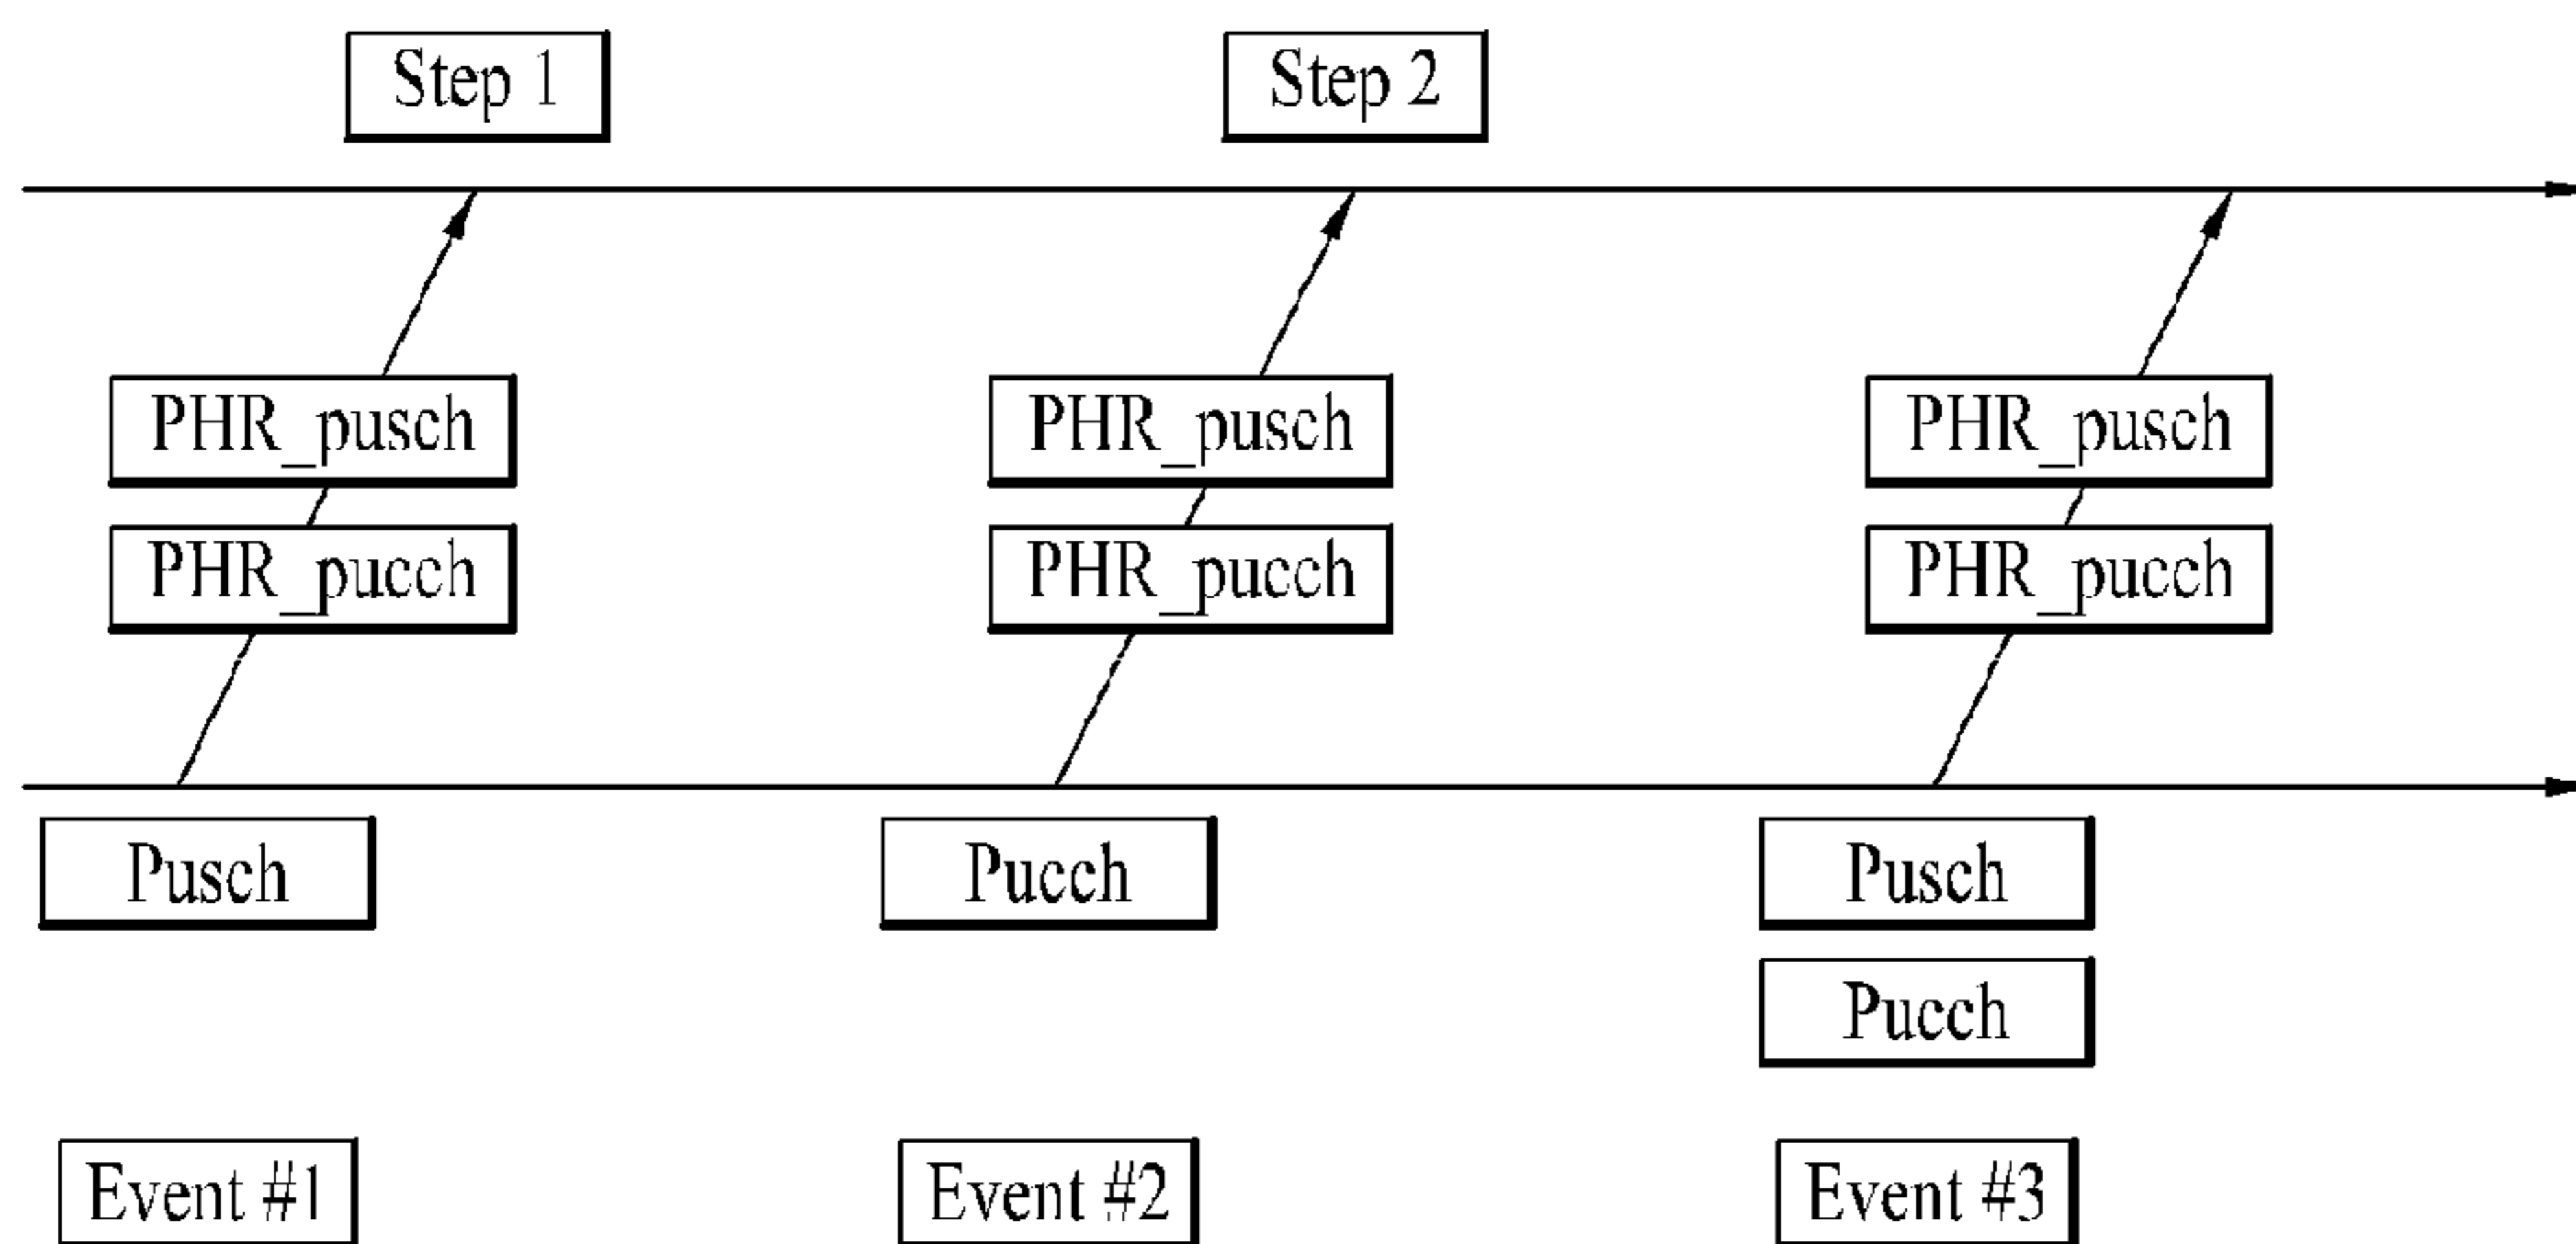 Step 1
Step 2
PHR_pusch
PHR_pusch
PHR_pusch
PHR_pucch
PHR_pucch
PHR_pucch
Pusch
Pucch
Pusch
Pucch
Event #1
Event #2
Event #3